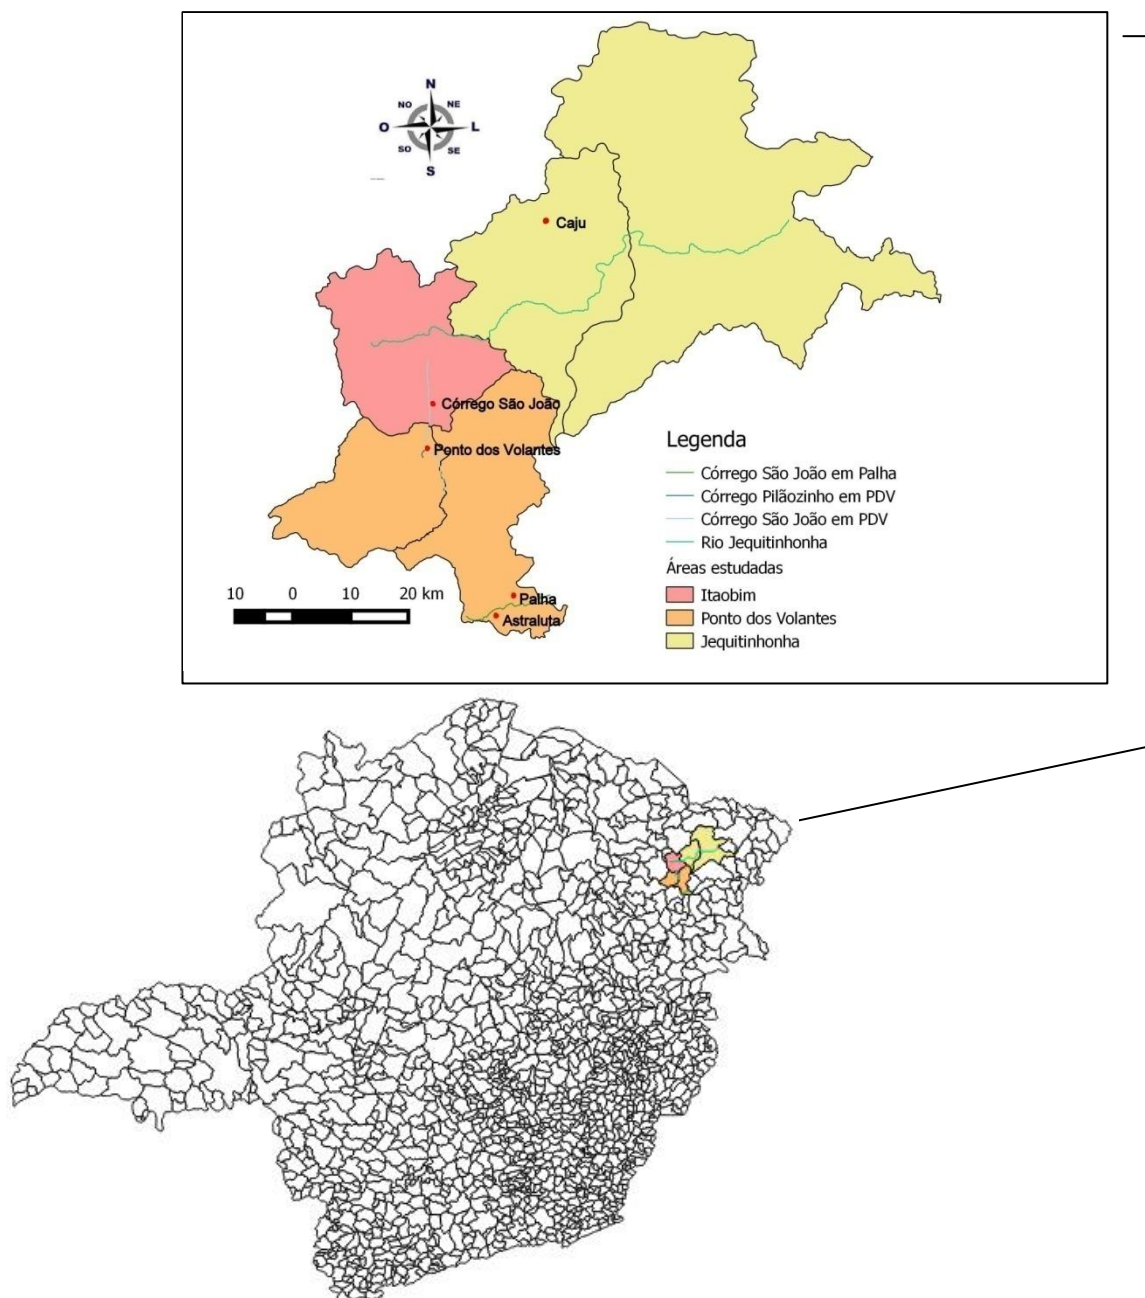 N
NO NE
O L
SO SE
S
Caju
Córrego São João
Ponto dos Volantes
Palha
Astraluta
10 0 10 20 km
Legenda
Córrego São João em Palha
Córrego Pilãozinho em PDV
Córrego São João em PDV
Rio Jequitinhonha
Áreas estudadas
Itaobim
Ponto dos Volantes
Jequitinhonha